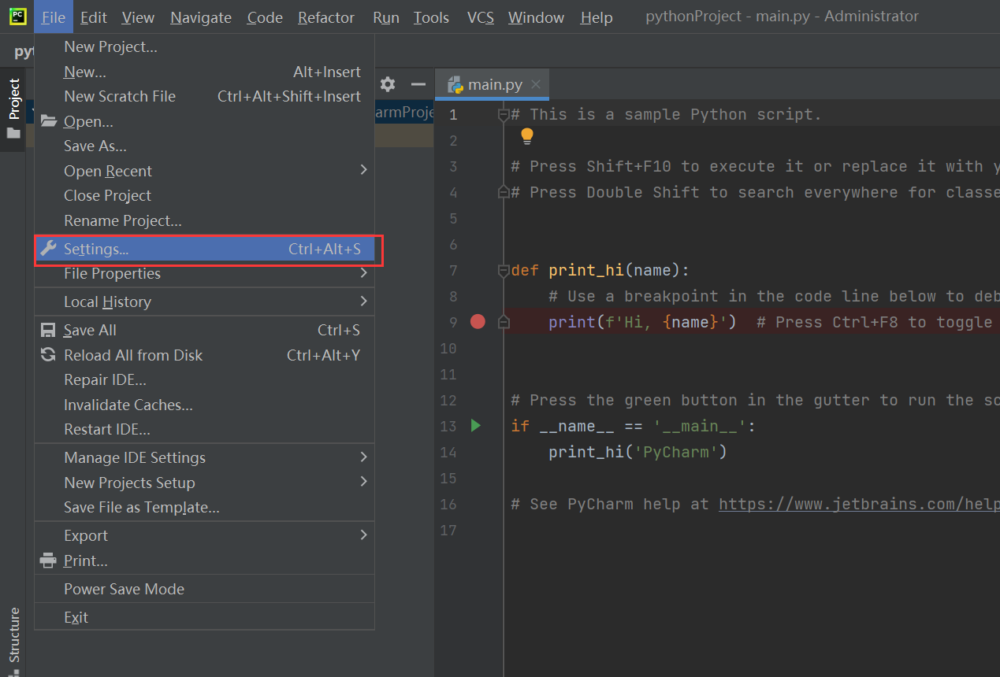 PC
File Edit View Navigate Code Refactor Run Tools VCS Window Help pythonProject - main.py - Administrator
pyt
New Project...
New... Alt+Insert
New Scratch File Ctrl+Alt+Shift+Insert
Open...
Save As...
Open Recent
Close Project
Rename Project...
Settings... Ctrl+Alt+S
File Properties
Local History
Save All Ctrl+S
Reload All from Disk Ctrl+Alt+Y
Repair IDE...
Invalidate Caches...
Restart IDE...
Manage IDE Settings
New Projects Setup
Save File as Template...
Export
Print...
Power Save Mode
Exit
Project
Structure
armProje
main.py
1 # This is a sample Python script.
2
3 # Press Shift+F10 to execute it or replace it with y
4 # Press Double Shift to search everywhere for classe
5
6
7 def print_hi(name):
8 # Use a breakpoint in the code line below to deb
9 print(f'Hi, {name}') # Press Ctrl+F8 to toggle
10
11
12 # Press the green button in the gutter to run the sc
13 if __name__ == '__main__':
14 print_hi('PyCharm')
15
16 # See PyCharm help at https://www.jetbrains.com/help
17